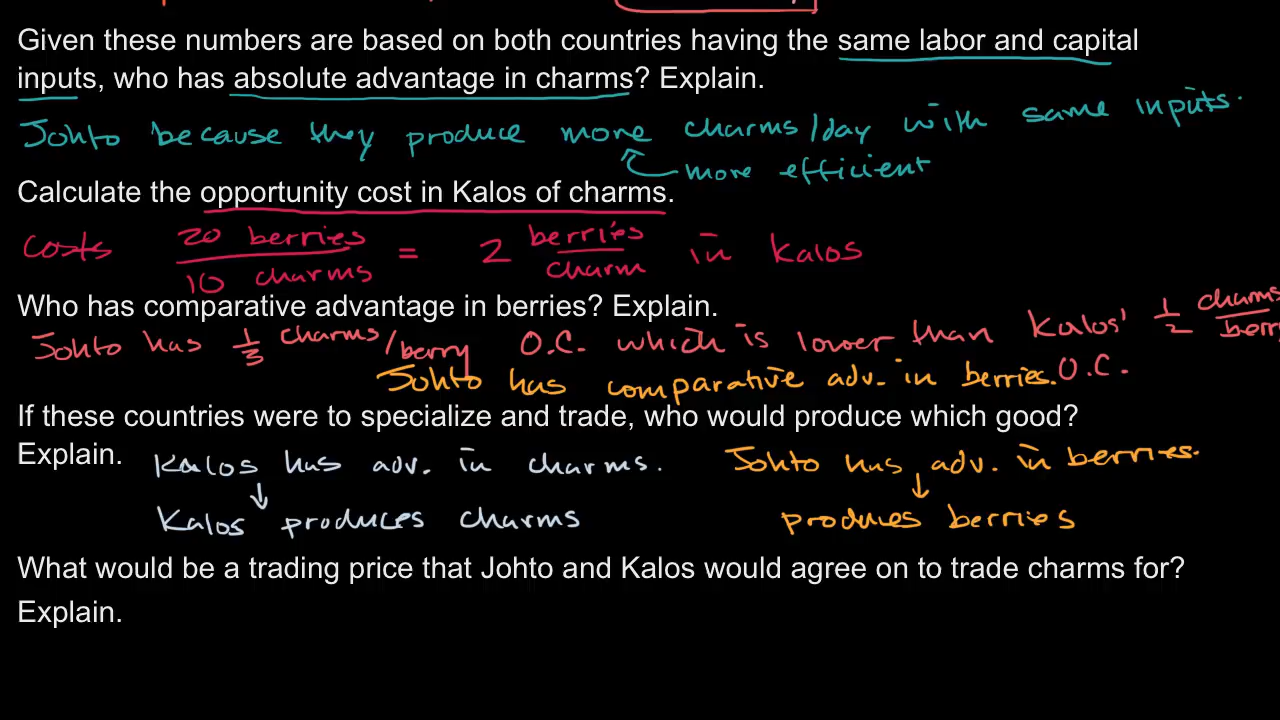 Given these numbers are based on both countries having the same labor and capital
inputs, who has absolute advantage in charms? Explain.
Johto because they produce more charms/day with same inputs.
more efficient
Calculate the opportunity cost in Kalos of charms.
costs 20 berries / 10 charms = 2 berries / charm in Kalos
Who has comparative advantage in berries? Explain.
Johto has 1/3 charms/berry O.C. which is lower than Kalos' 1/2 charms/berry
O.C.
Johto has comparative adv. in berries.
If these countries were to specialize and trade, who would produce which good?
Explain.
Kalos has adv. in charms. Johto has adv. in berries.
Kalos produces charms produces berries
What would be a trading price that Johto and Kalos would agree on to trade charms for?
Explain.